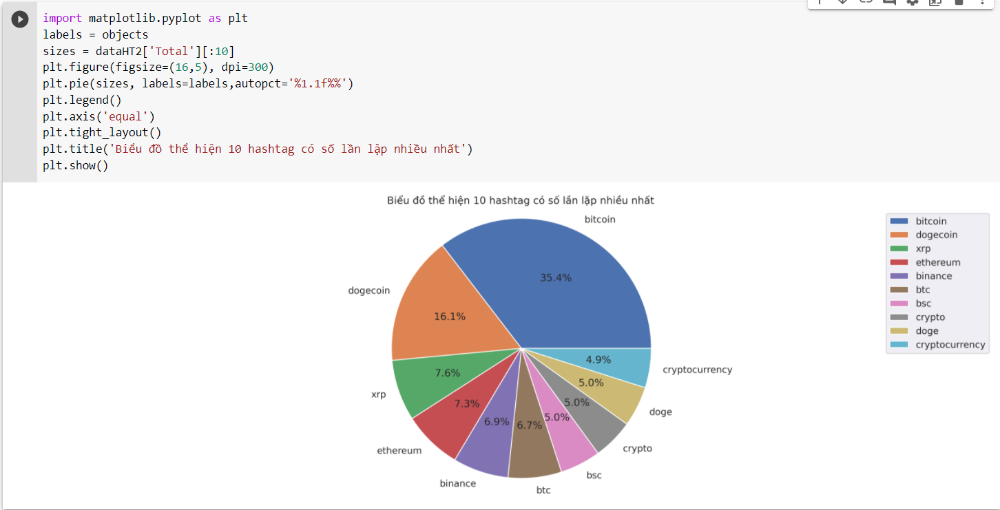 import matplotlib.pyplot as plt
labels = objects
sizes = dataHT2['Total'][:10]
plt.figure(figsize=(16,5), dpi=300)
plt.pie(sizes, labels=labels,autopct='%1.1f%%')
plt.legend()
plt.axis('equal')
plt.tight_layout()
plt.title('Biểu đồ thể hiện 10 hashtag có số lần lặp nhiều nhất')
plt.show()
Biểu đồ thể hiện 10 hashtag có số lần lặp nhiều nhất
bitcoin
35.4%
dogecoin
16.1%
xrp
7.6%
ethereum
7.3%
binance
6.9%
btc
6.7%
bsc
5.0%
crypto
5.0%
doge
5.0%
cryptocurrency
4.9%
bitcoin
dogecoin
xrp
ethereum
binance
btc
bsc
crypto
doge
cryptocurrency